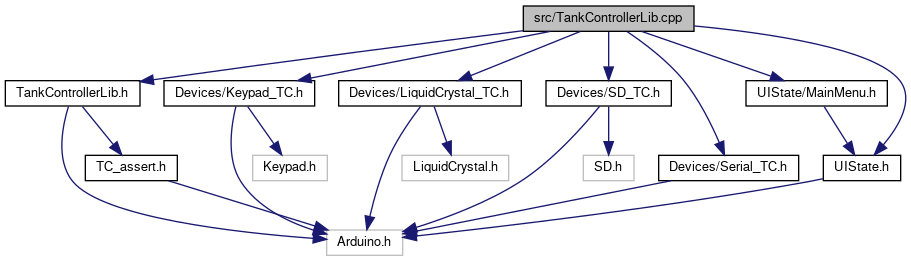 src/TankControllerLib.cpp
TankControllerLib.h
Devices/Keypad_TC.h
Devices/LiquidCrystal_TC.h
Devices/SD_TC.h
UIState/MainMenu.h
TC_assert.h
Keypad.h
LiquidCrystal.h
SD.h
Devices/Serial_TC.h
UIState.h
Arduino.h